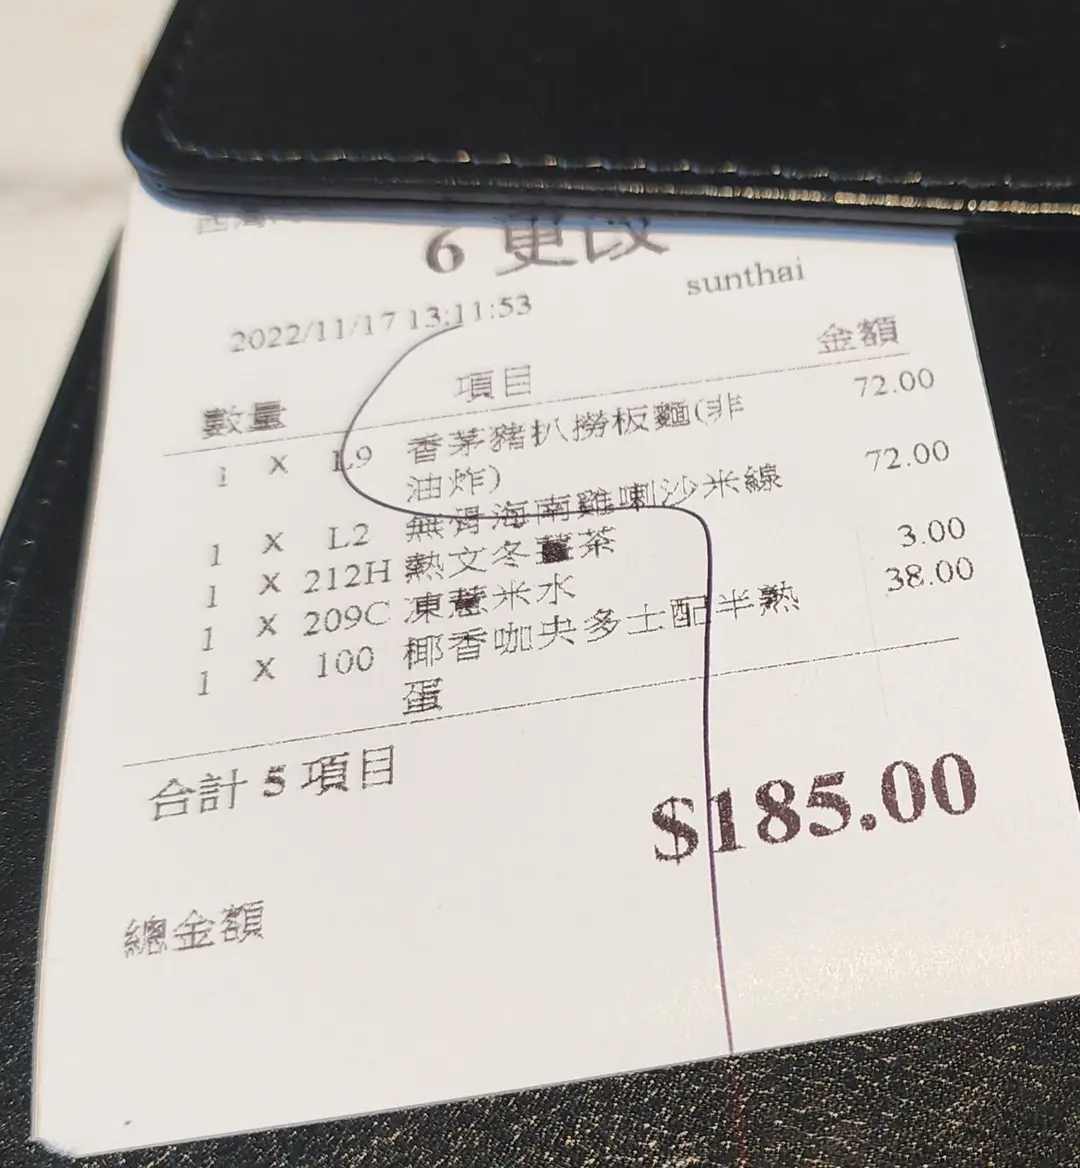 6 更改
2022/11/17 13:11:53 sunthai
數量 項目 金額
1 X L9 香茅豬扒撈板麵(非 72.00
油炸)
1 X L2 無骨海南雞喇沙米線 72.00
1 X 212H 熱文冬薑茶
1 X 209C 凍薏米水 3.00
1 X 100 椰香咖央多士配半熟 38.00
蛋
合計 5 項目
$185.00
總金額